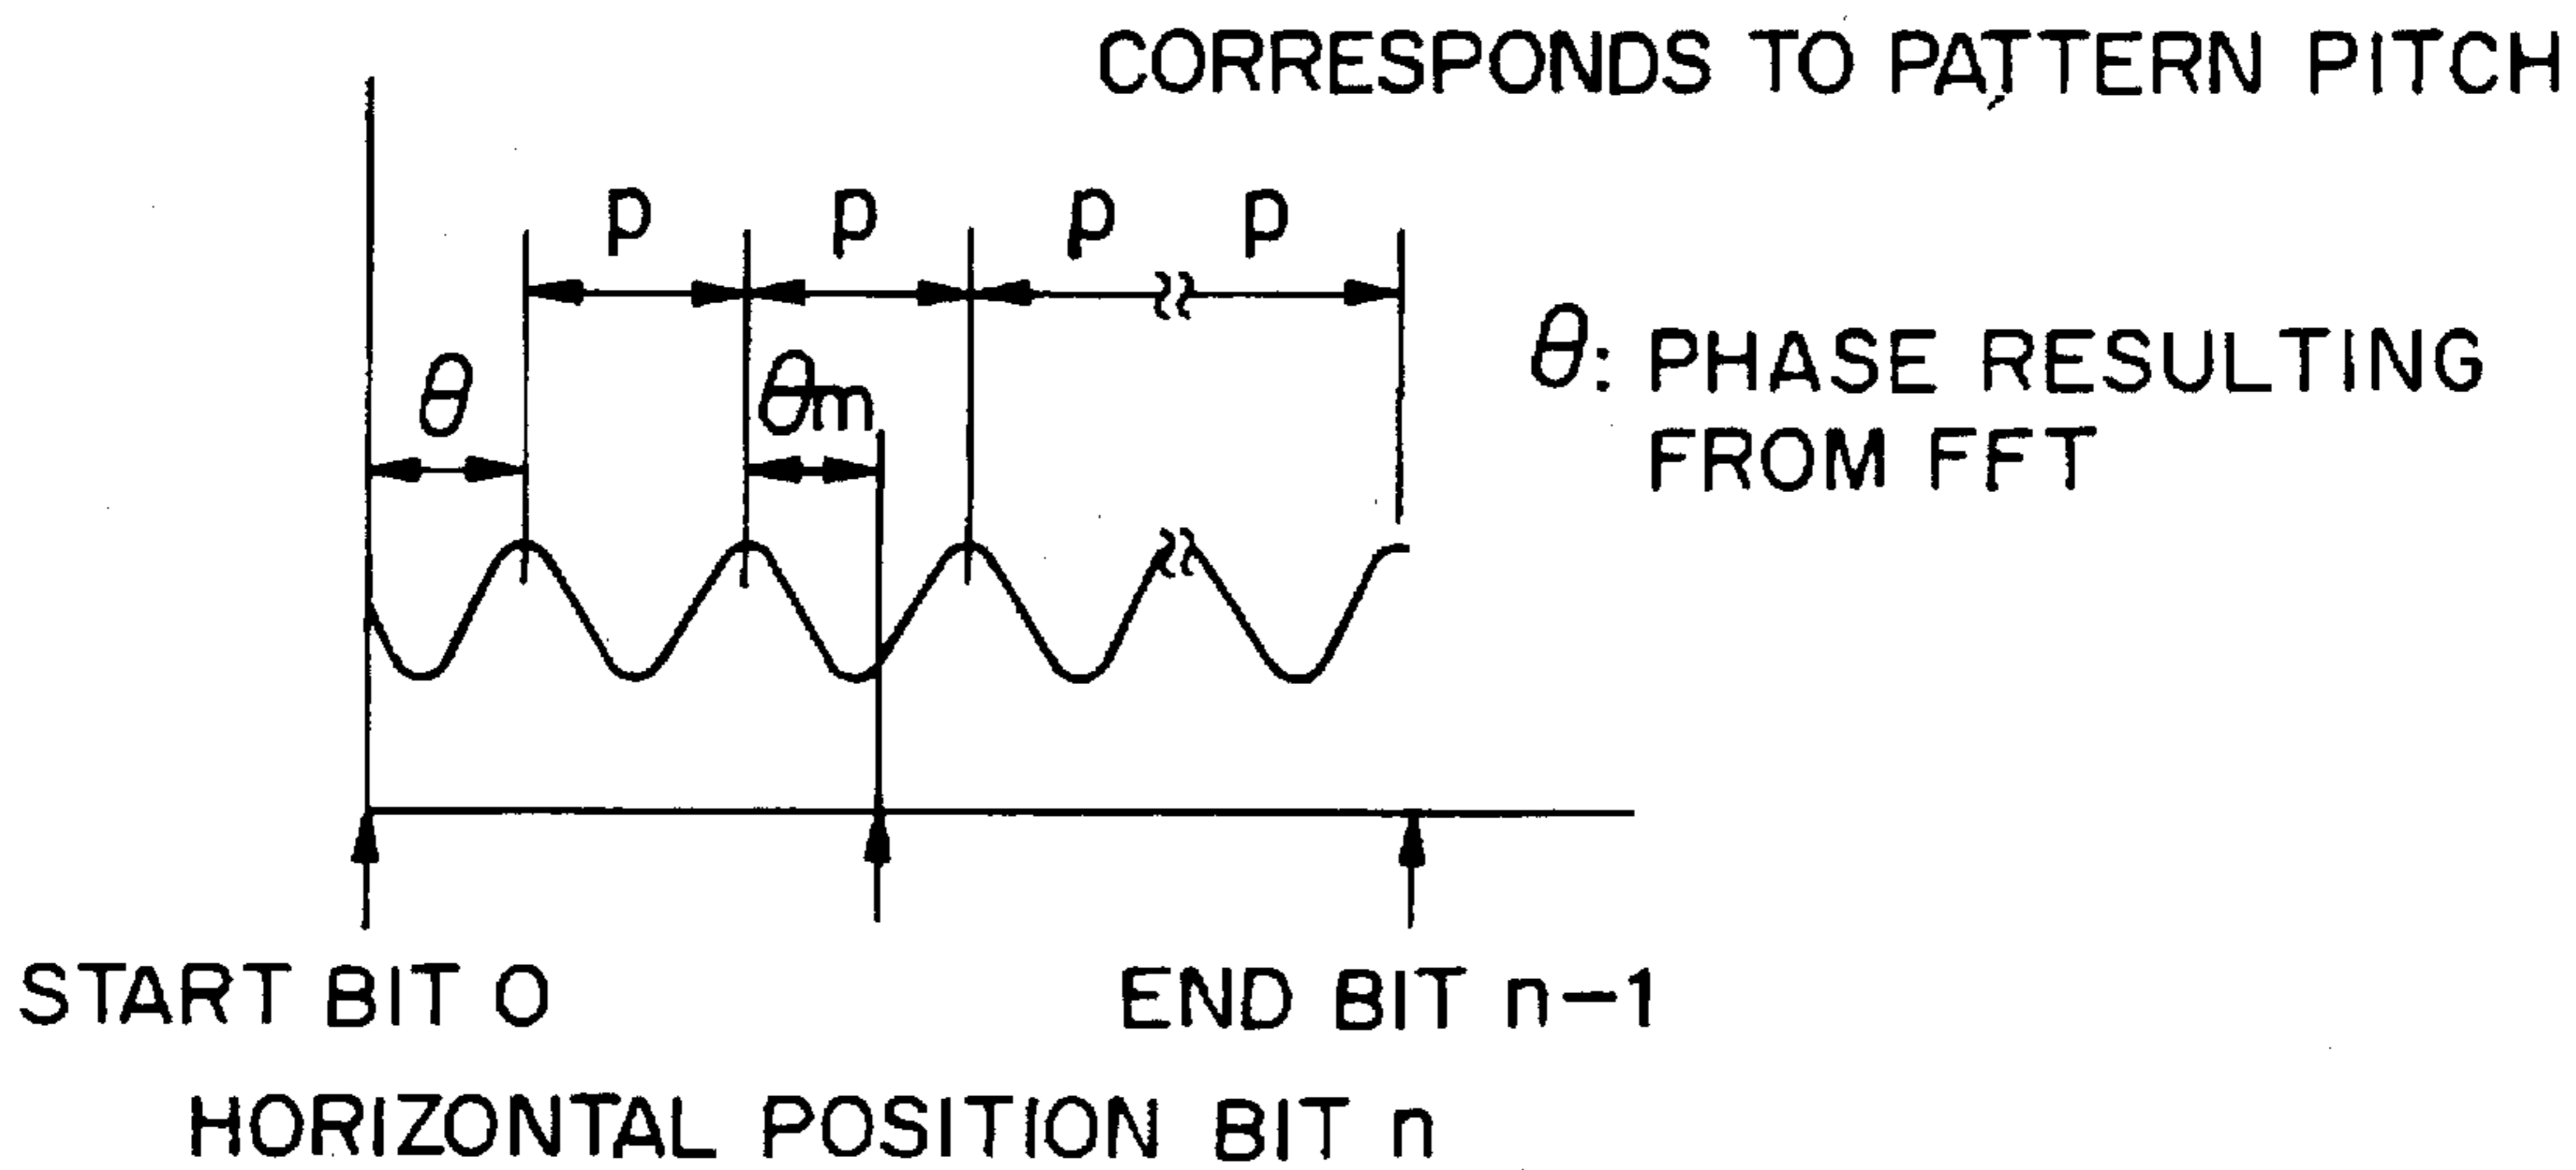 CORRESPONDS TO PATTERN PITCH
p p p p
θ θm
θ: PHASE RESULTING
FROM FFT
START BIT 0 END BIT n-1
HORIZONTAL POSITION BIT n